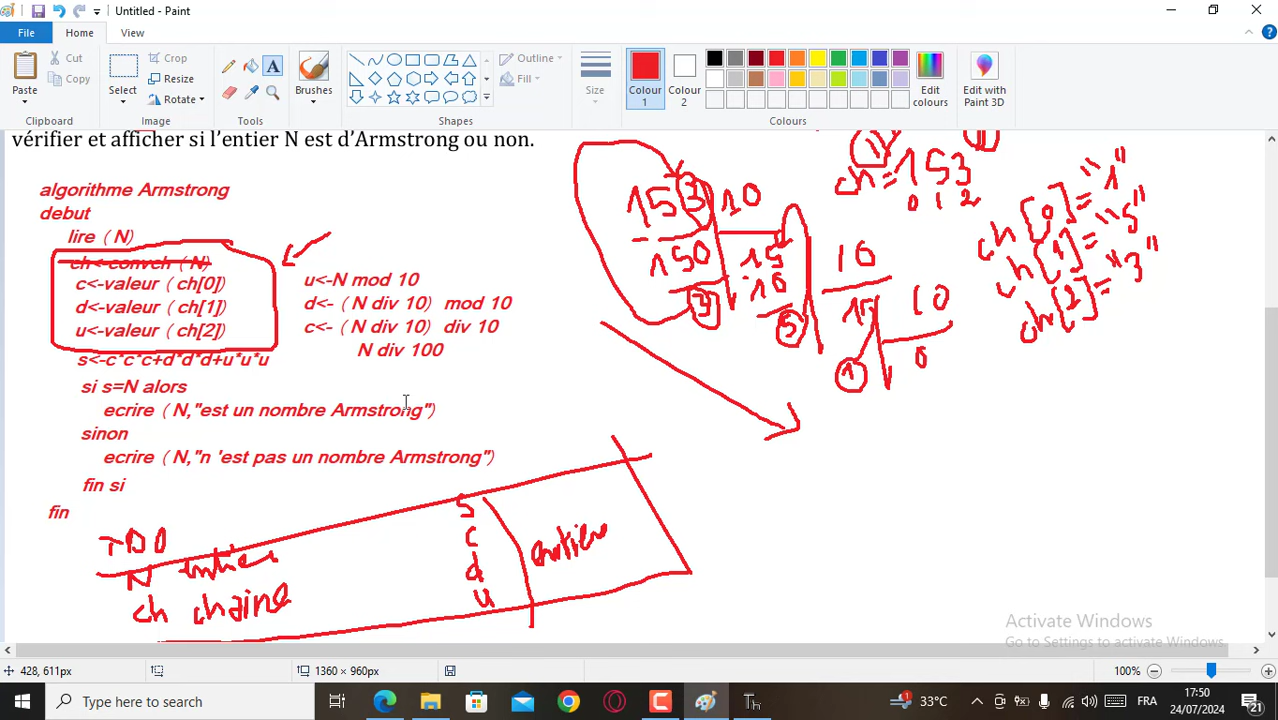 Untitled - Paint
File Home View
Paste
Cut
Copy
Clipboard
Select
Crop
Resize
Rotate
Image
Tools
Brushes
Shapes
Outline
Fill
Size
Colour 1
Colour 2
Edit colours
Colours
Edit with Paint 3D
vérifier et afficher si l'entier N est d'Armstrong ou non.
algorithme Armstrong
debut
lire ( N)
ch<-convch ( N)
c<-valeur ( ch[0])
d<-valeur ( ch[1])
u<-valeur ( ch[2])
s<-c*c*c+d*d*d+u*u*u
si s=N alors
ecrire ( N,"est un nombre Armstrong")
sinon
ecrire ( N,"n 'est pas un nombre Armstrong")
fin si
fin
u<-N mod 10
d<- ( N div 10) mod 10
c<- ( N div 10) div 10
N div 100
153 10
150 15 10
3 10 15 10
5 1 0
ch=153
0 1 2
ch[0]="1"
ch[1]="5"
ch[2]="3"
TDO
N entier
ch chaine
s
c
d
u
entier
Activate Windows
Go to Settings to activate Windows.
428, 611px
1360 × 960px
100%
Type here to search
33°C
FRA
17:50
24/07/2024
21